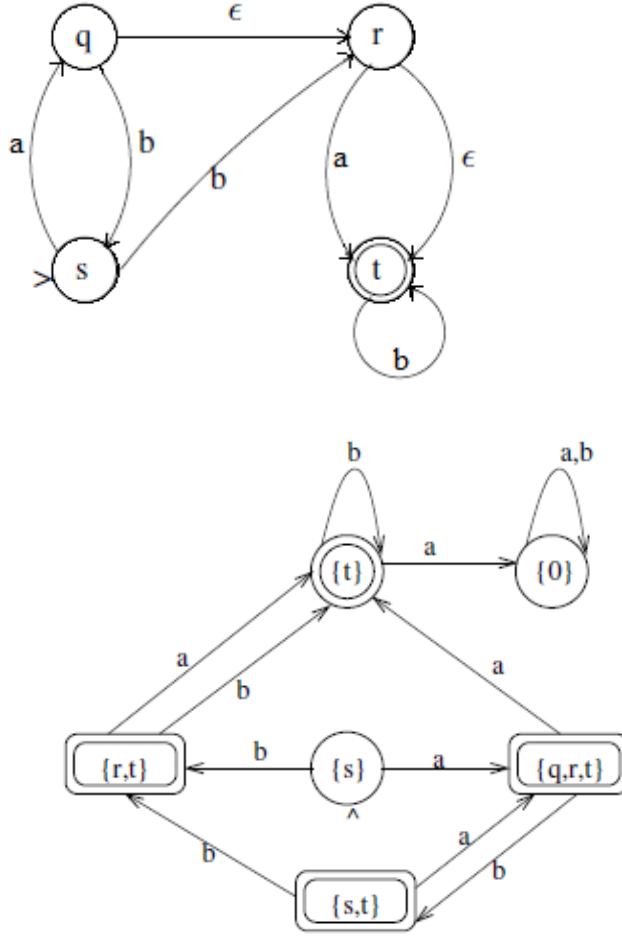 q ϵ r
a b
b
a ϵ
> s t
b
b a,b
{t} a {0}
a b a
{r,t} b {s} a {q,r,t}
^
b a b
{s,t}